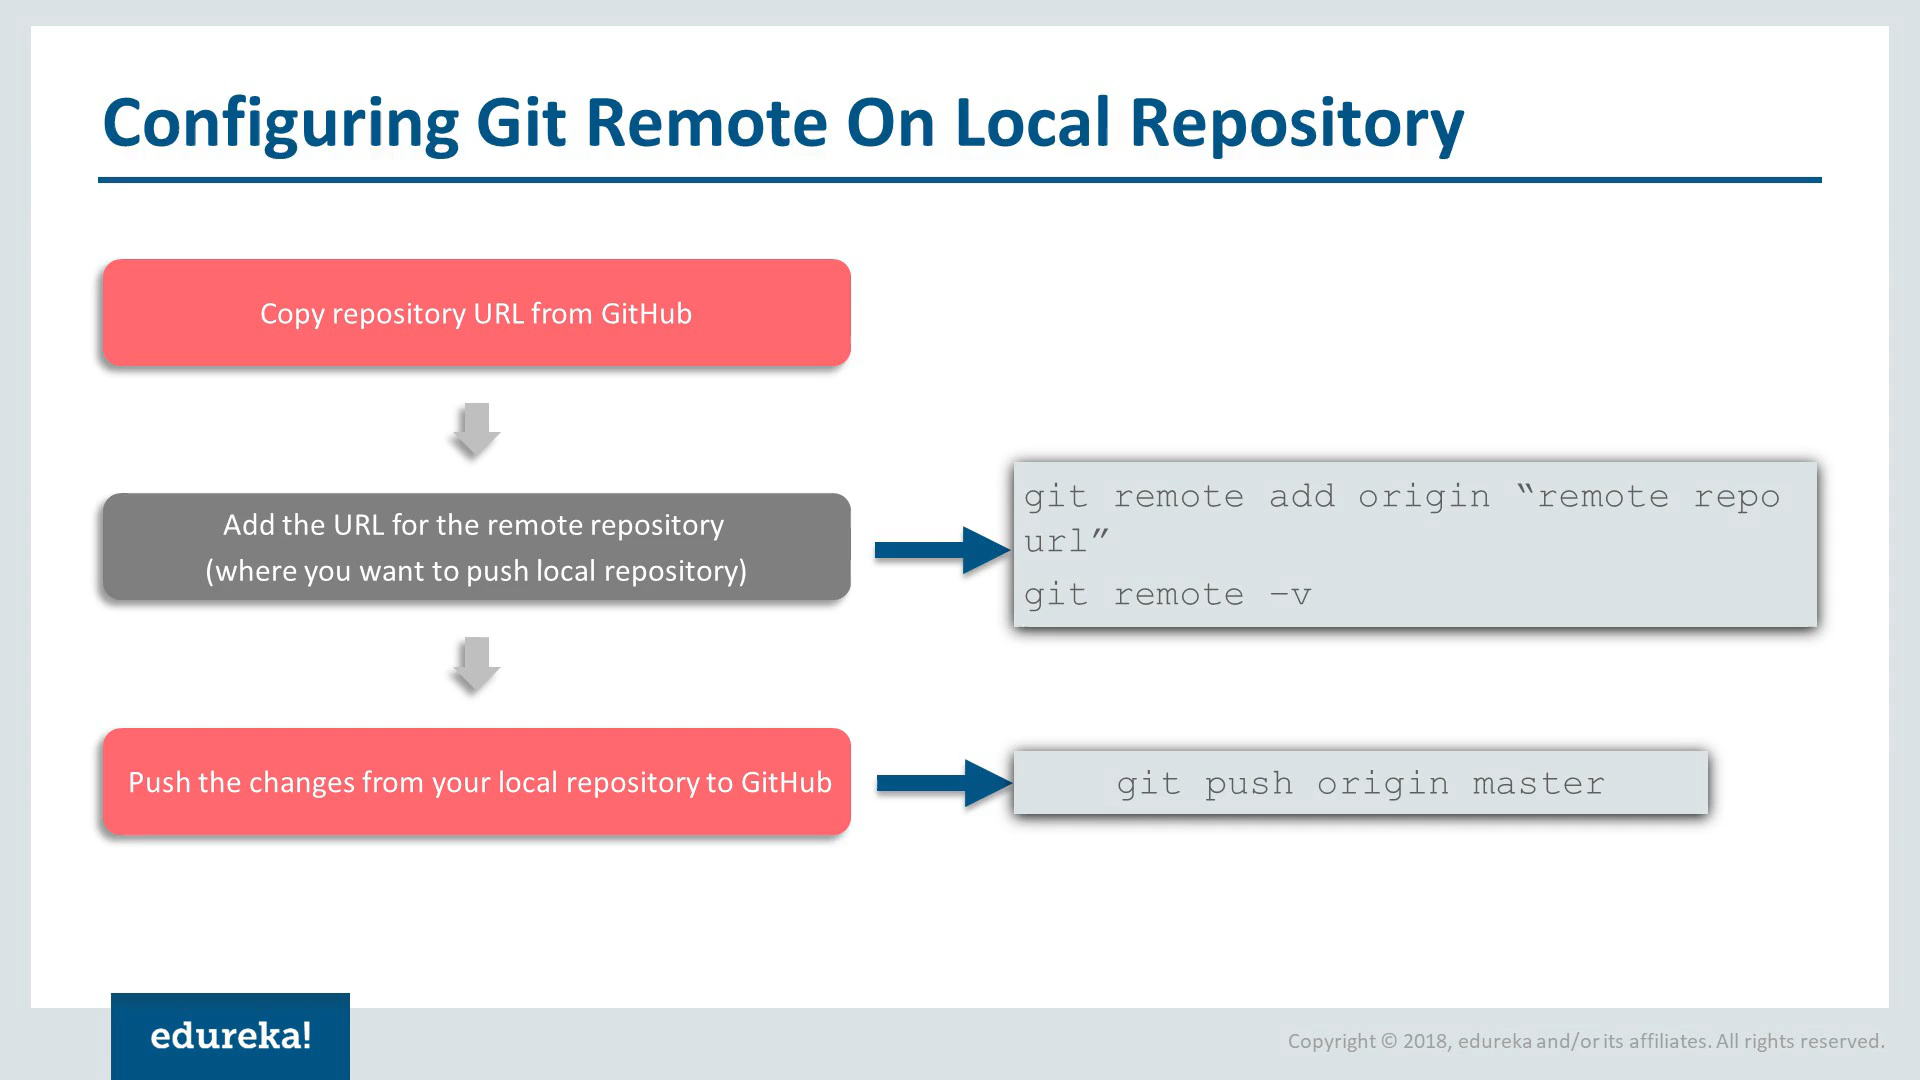 Configuring Git Remote On Local Repository
Copy repository URL from GitHub
Add the URL for the remote repository
(where you want to push local repository)
git remote add origin “remote repo
url”
git remote –v
Push the changes from your local repository to GitHub
git push origin master
edureka!
Copyright © 2018, edureka and/or its affiliates. All rights reserved.